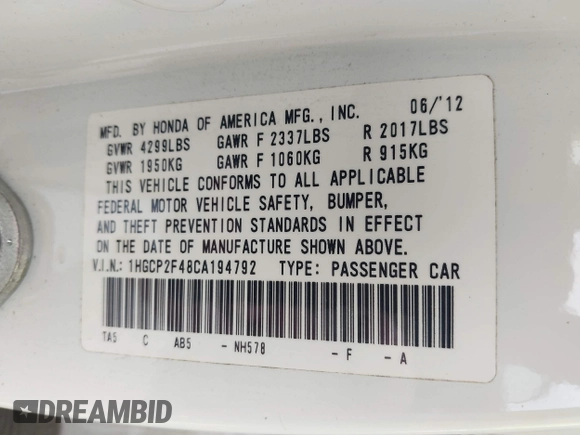 MFD. BY HONDA OF AMERICA MFG., INC. 06/'12
GVWR 4299LBS GAWR F 2337LBS R 2017LBS
GVWR 1950KG GAWR F 1060KG R 915KG
THIS VEHICLE CONFORMS TO ALL APPLICABLE
FEDERAL MOTOR VEHICLE SAFETY, BUMPER,
AND THEFT PREVENTION STANDARDS IN EFFECT
ON THE DATE OF MANUFACTURE SHOWN ABOVE.
V.I.N.: 1HGCP2F48CA194792 TYPE: PASSENGER CAR
TA5 C AB5 - NH578 - F - A
DREAMBID